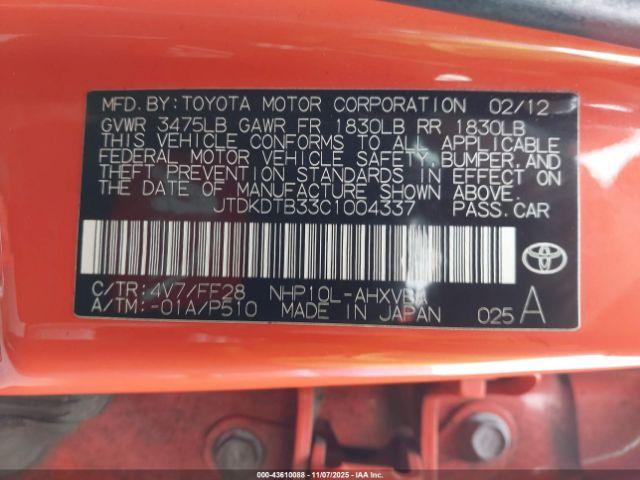 MFD. BY: TOYOTA MOTOR CORPORATION 02/12
GVWR 3475LB GAWR FR 1830LB RR 1830LB
THIS VEHICLE CONFORMS TO ALL APPLICABLE
FEDERAL MOTOR VEHICLE SAFETY, BUMPER, AND
THEFT PREVENTION STANDARDS IN EFFECT ON
THE DATE OF MANUFACTURE SHOWN ABOVE.
JTDKDTB33C1004337 PASS. CAR
C/TR: 4V7/FF28 NHP10L-AHXVBA
A/TM: -01A/P510 MADE IN JAPAN 025 A
000-43610088 - 11/07/2025 - IAA Inc.